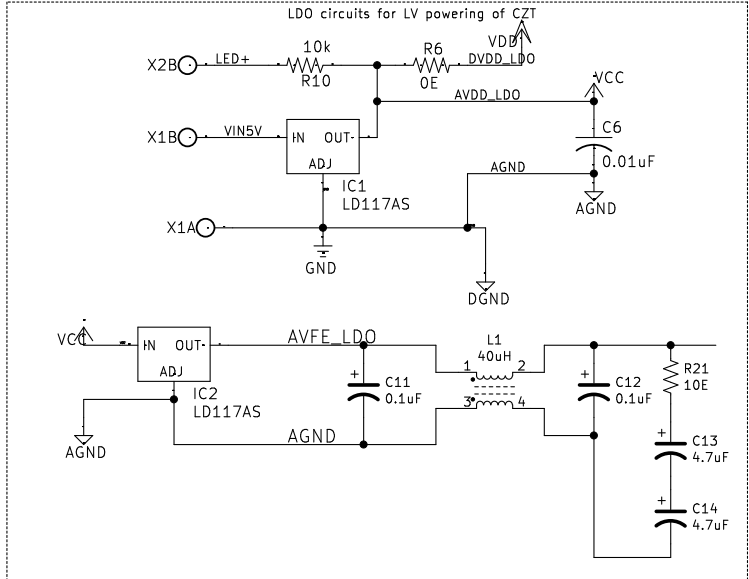 LDO circuits for LV powering of CZT
VDD
10k
R6
X2B
LED+
DVDD_LDO
R10
0E
VCC
AVDD_LDO
C6
X1B
VIN5V
IN OUT
0.01uF
ADJ
AGND
IC1
LD117AS
AGND
X1A
GND
DGND
VCC
IN OUT
AVFE_LDO
L1
40uH
1 2
R21
10E
ADJ
C11
0.1uF
C12
0.1uF
IC2
LD117AS
3 4
AGND
AGND
C13
4.7uF
C14
4.7uF